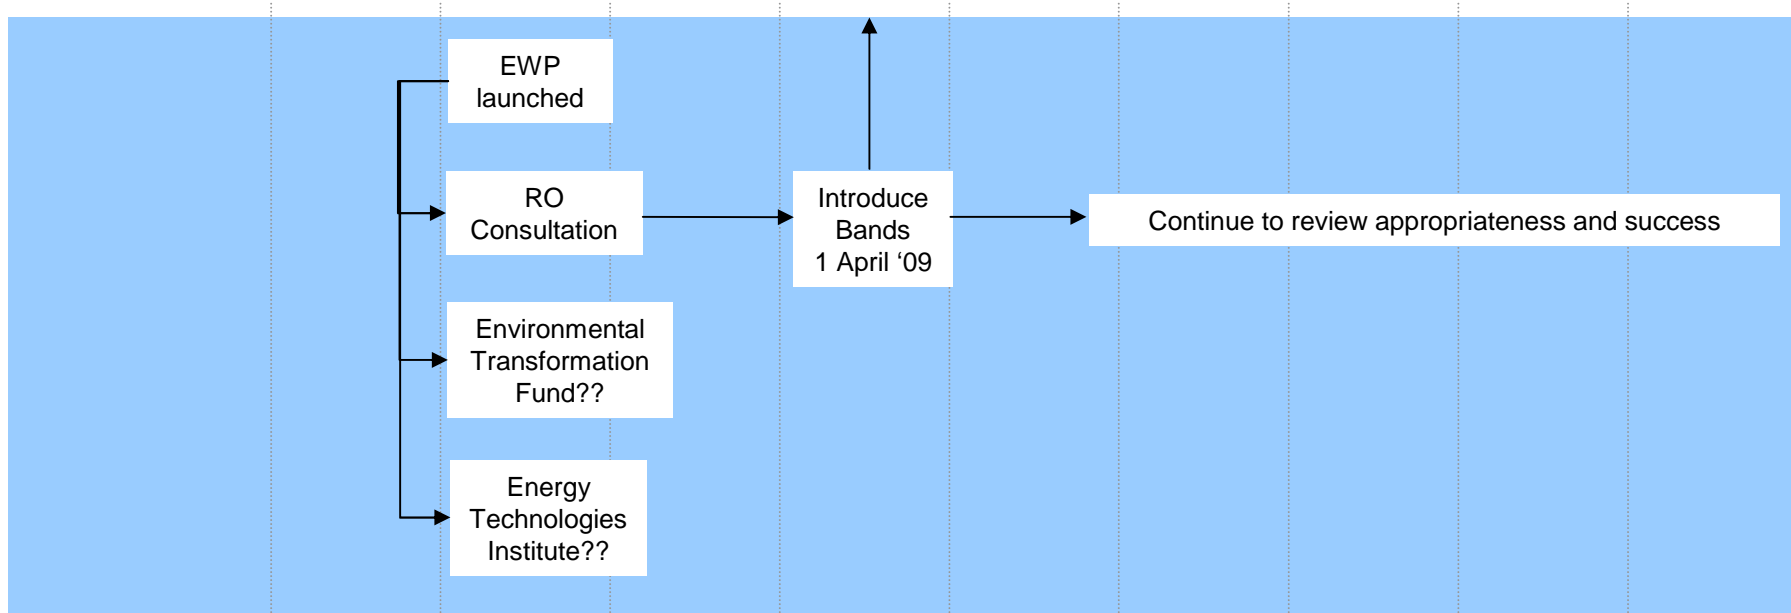 EWP
launched
RO
Consultation
Introduce
Bands
1 April ‘09
Continue to review appropriateness and success
Environmental
Transformation
Fund??
Energy
Technologies
Institute??